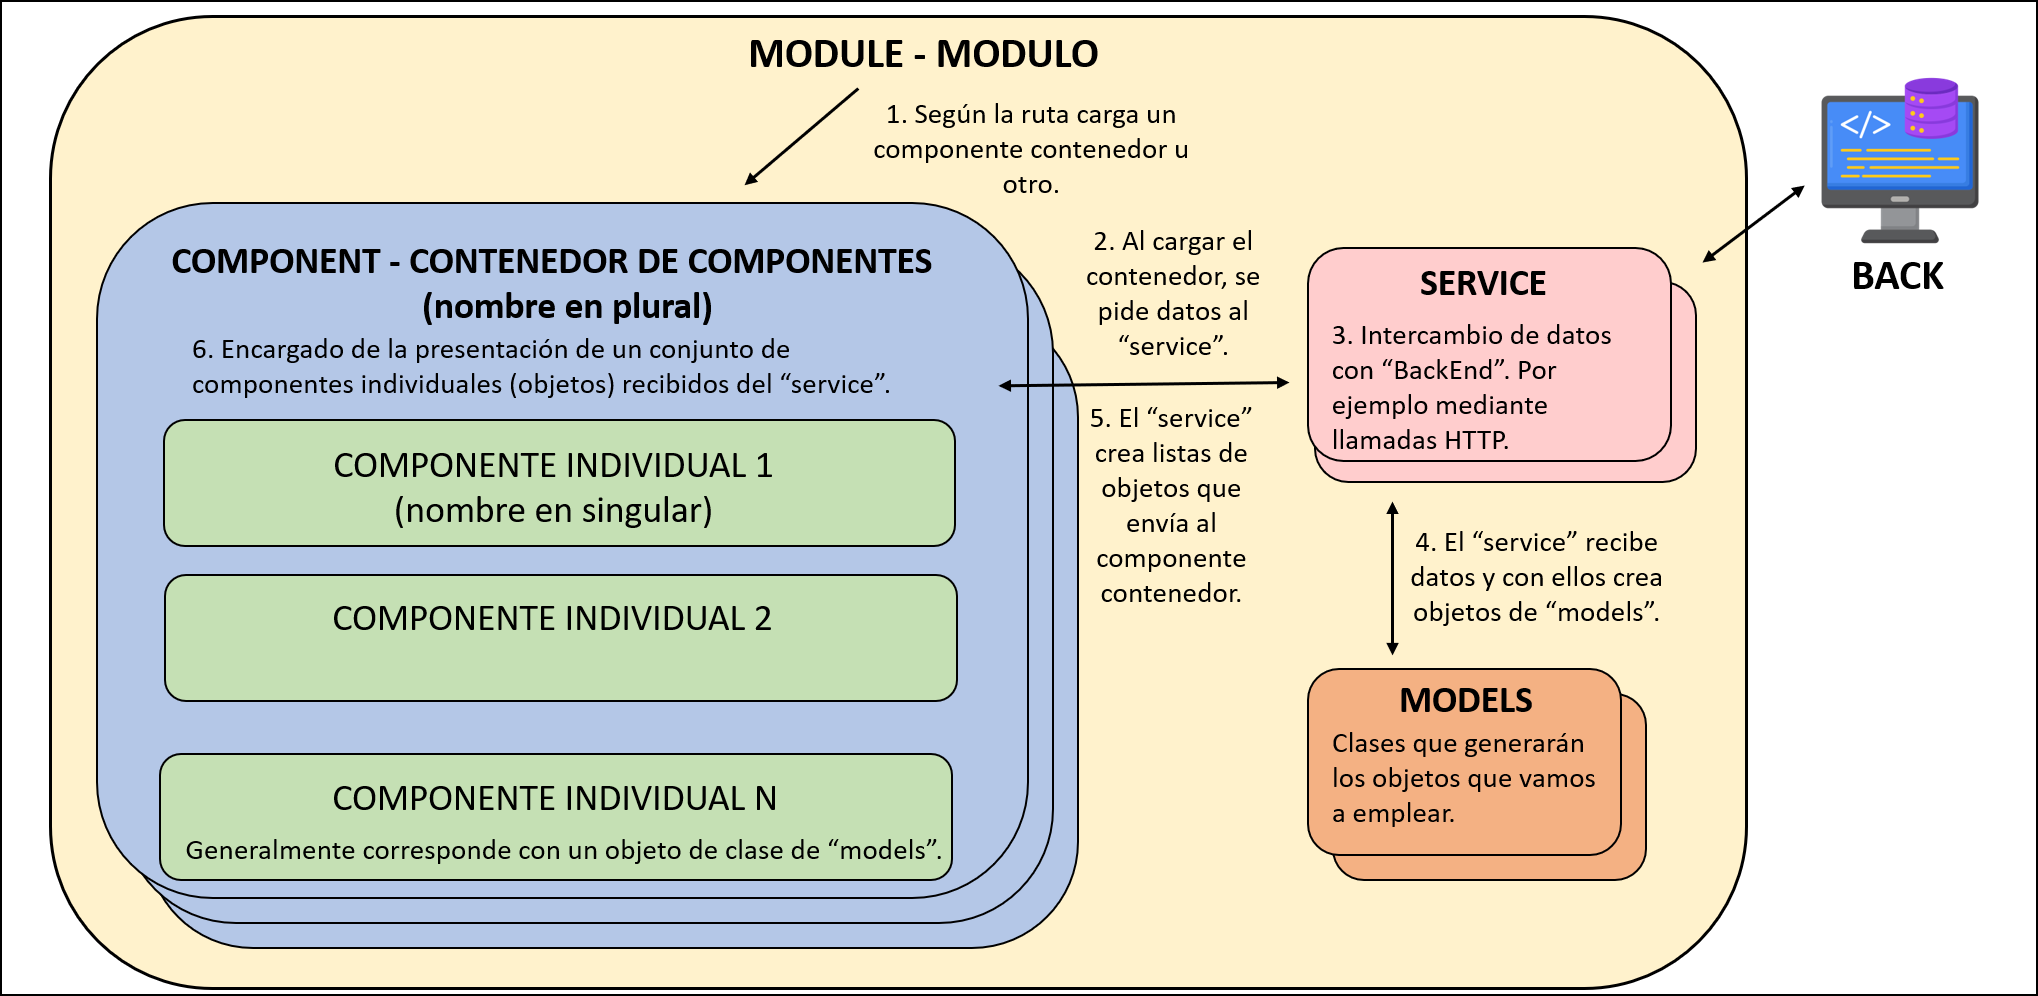 MODULE - MODULO
1. Según la ruta carga un
componente contenedor u
otro.
COMPONENT - CONTENEDOR DE COMPONENTES
(nombre en plural)
6. Encargado de la presentación de un conjunto de
componentes individuales (objetos) recibidos del “service”.
COMPONENTE INDIVIDUAL 1
(nombre en singular)
COMPONENTE INDIVIDUAL 2
COMPONENTE INDIVIDUAL N
Generalmente corresponde con un objeto de clase de “models”.
2. Al cargar el
contenedor, se
pide datos al
“service”.
5. El “service”
crea listas de
objetos que
envía al
componente
contenedor.
SERVICE
3. Intercambio de datos
con “BackEnd”. Por
ejemplo mediante
llamadas HTTP.
4. El “service” recibe
datos y con ellos crea
objetos de “models”.
MODELS
Clases que generarán
los objetos que vamos
a emplear.
</>
BACK